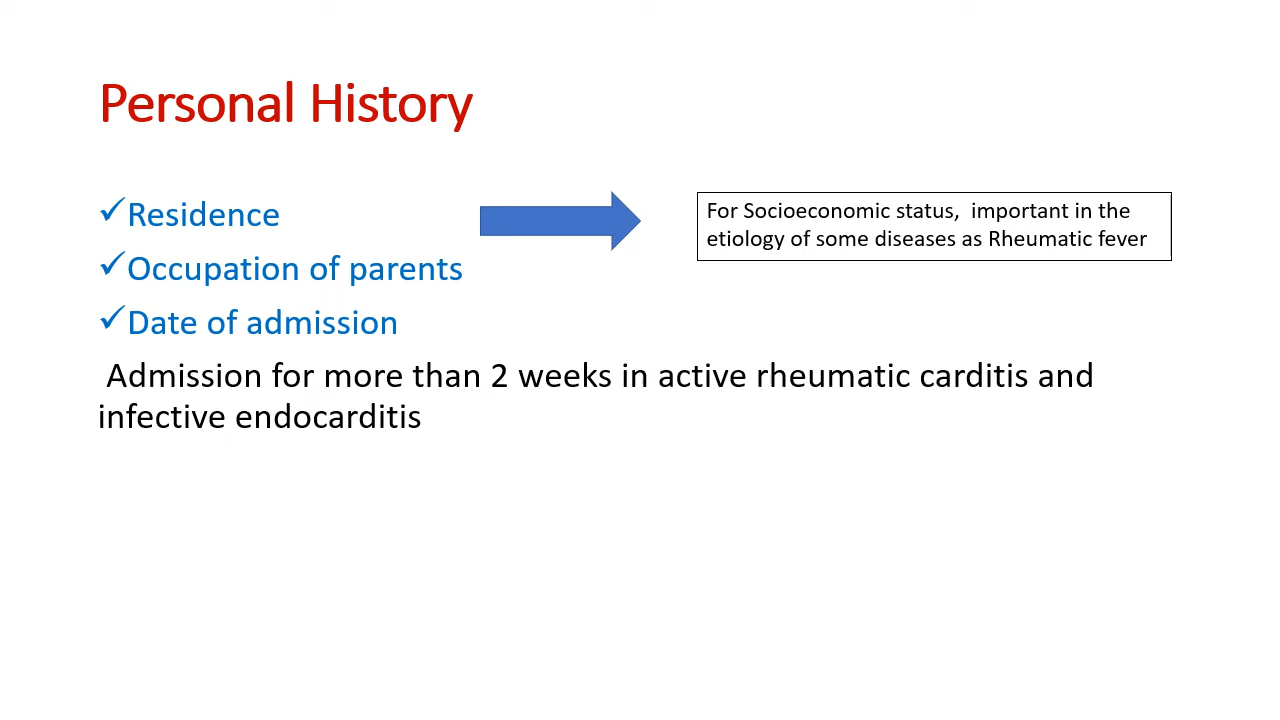 Personal History
✓Residence
For Socioeconomic status,  important in the
etiology of some diseases as Rheumatic fever
✓Occupation of parents
✓Date of admission
Admission for more than 2 weeks in active rheumatic carditis and
infective endocarditis